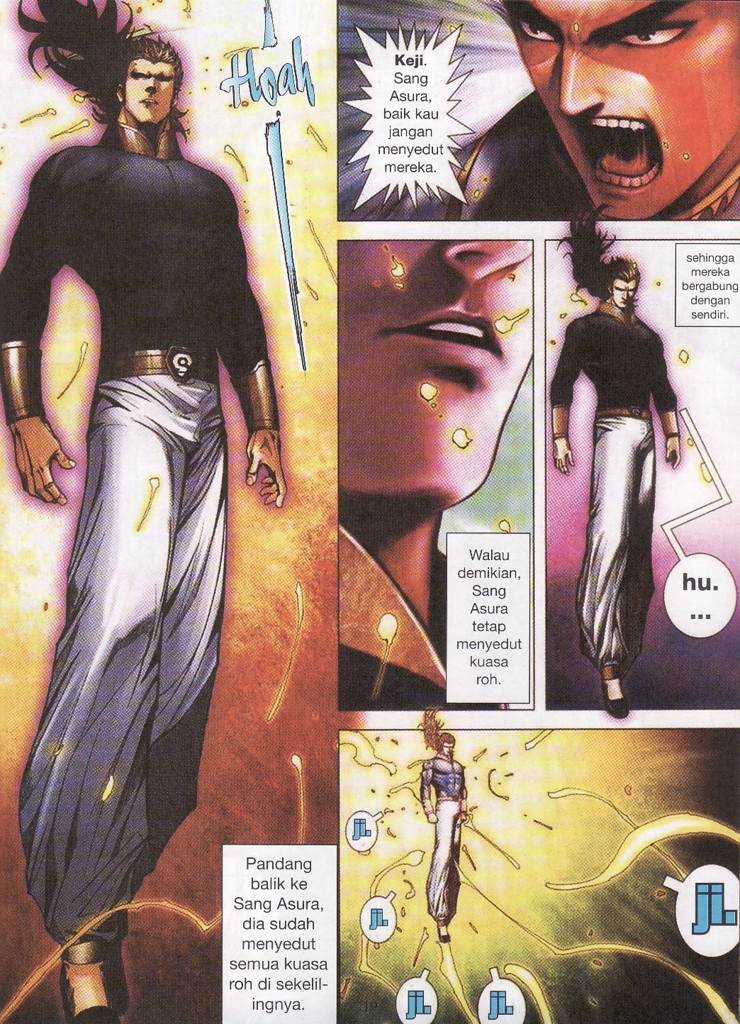 Hoah
Pandang
balik ke
Sang Asura,
dia sudah
menyedut
semua kuasa
roh di sekelil-
ingnya.
Keji.
Sang
Asura,
baik kau
jangan
menyedut
mereka.
Walau
demikian,
Sang
Asura
tetap
menyedut
kuasa
roh.
sehingga
mereka
bergabung
dengan
sendiri.
hu.
...
ji.
ji.
ji.
ji.
ji.